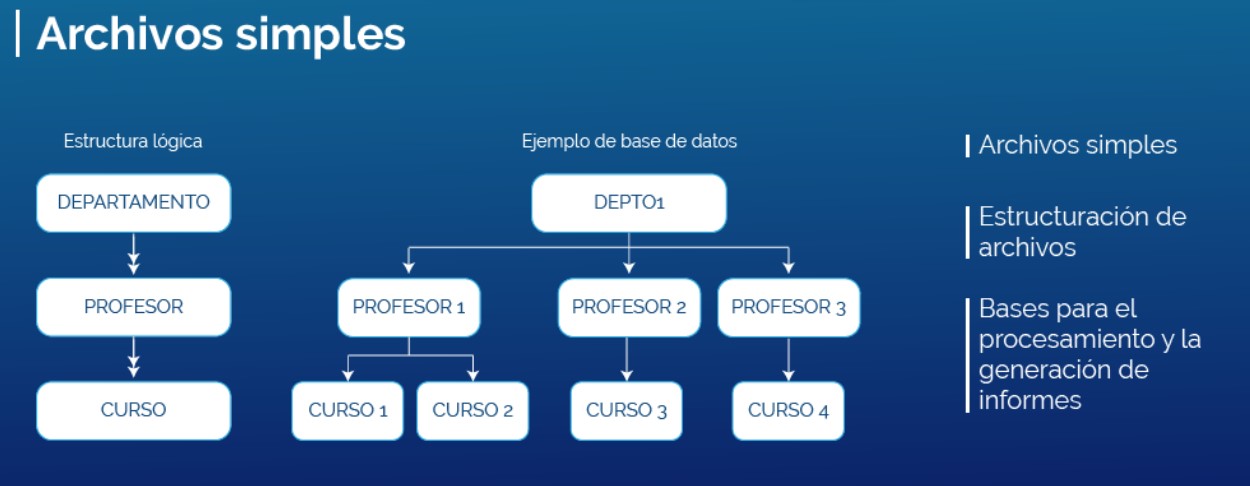 Archivos simples
Estructura lógica
DEPARTAMENTO
PROFESOR
CURSO
Ejemplo de base de datos
DEPTO1
PROFESOR 1
PROFESOR 2
PROFESOR 3
CURSO 1
CURSO 2
CURSO 3
CURSO 4
Archivos simples
Estructuración de
archivos
Bases para el
procesamiento y la
generación de
informes